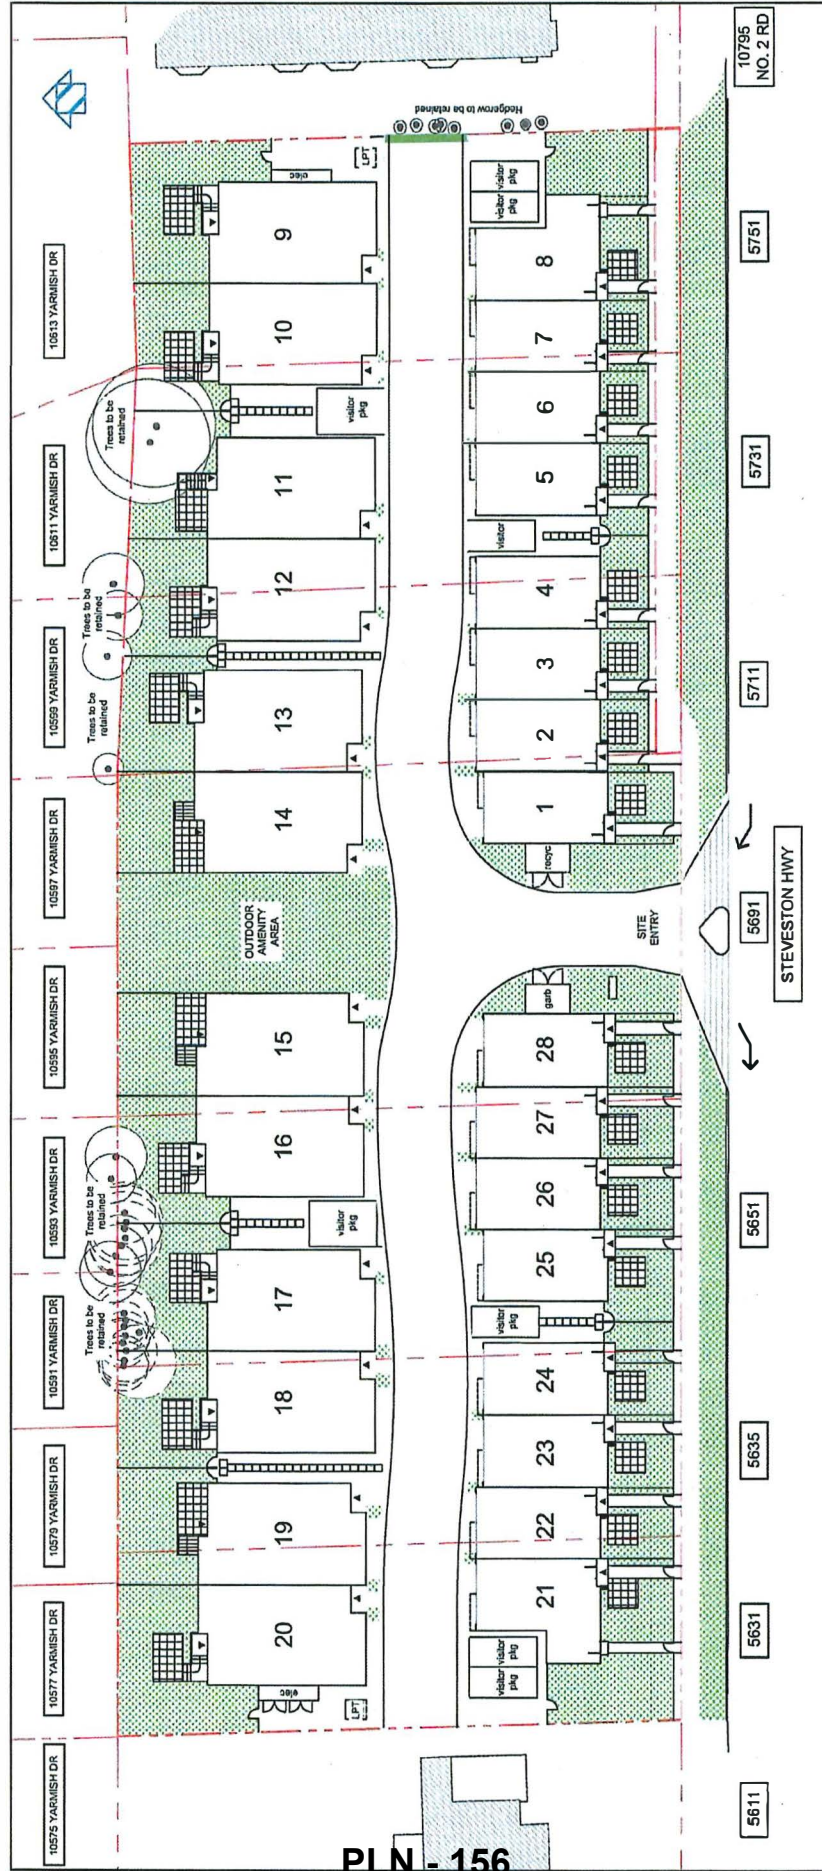 10575 YARMISH DR
10577 YARMISH DR
10579 YARMISH DR
10591 YARMISH DR
10593 YARMISH DR
10595 YARMISH DR
10597 YARMISH DR
10599 YARMISH DR
10611 YARMISH DR
10613 YARMISH DR
Trees to be
retained
Trees to be
retained
Trees to be
retained
Trees to be
retained
Trees to be
retained
OUTDOOR
AMENITY
AREA
20
19
18
17
16
15
14
13
12
11
10
9
elec
elec
LPT
LPT
visitor
pkg
visitor
pkg
Hedgerow to be retained
visitor
pkg
visitor
pkg
visitor
pkg
visitor
visitor
pkg
visitor
pkg
21
22
23
24
25
26
27
28
1
2
3
4
5
6
7
8
garb
recyc
SITE
ENTRY
5611
5631
5635
5651
5691
5711
5731
5751
10795
NO. 2 RD
STEVESTON HWY
PLN - 156